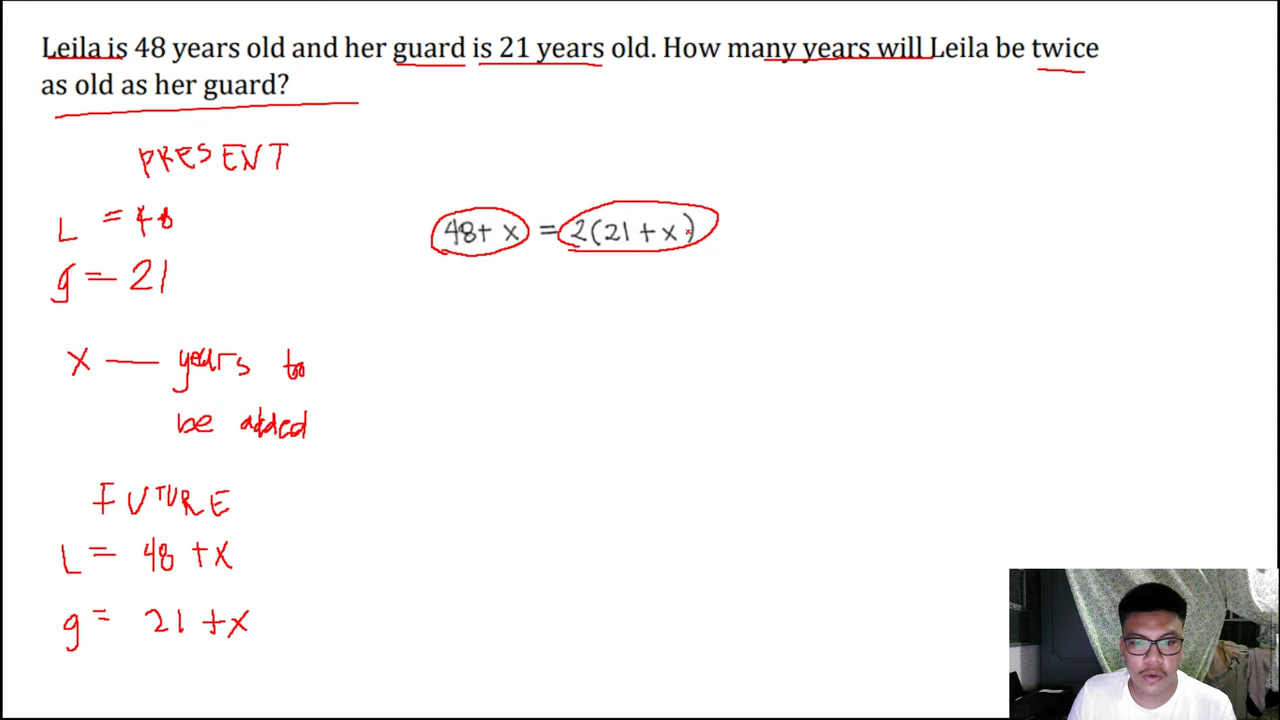 Leila is 48 years old and her guard is 21 years old. How many years will Leila be twice
as old as her guard?
PRESENT
L = 48
g = 21
48 + x = 2(21 + x)
x — years to
be added
FUTURE
L = 48 + x
g = 21 + x